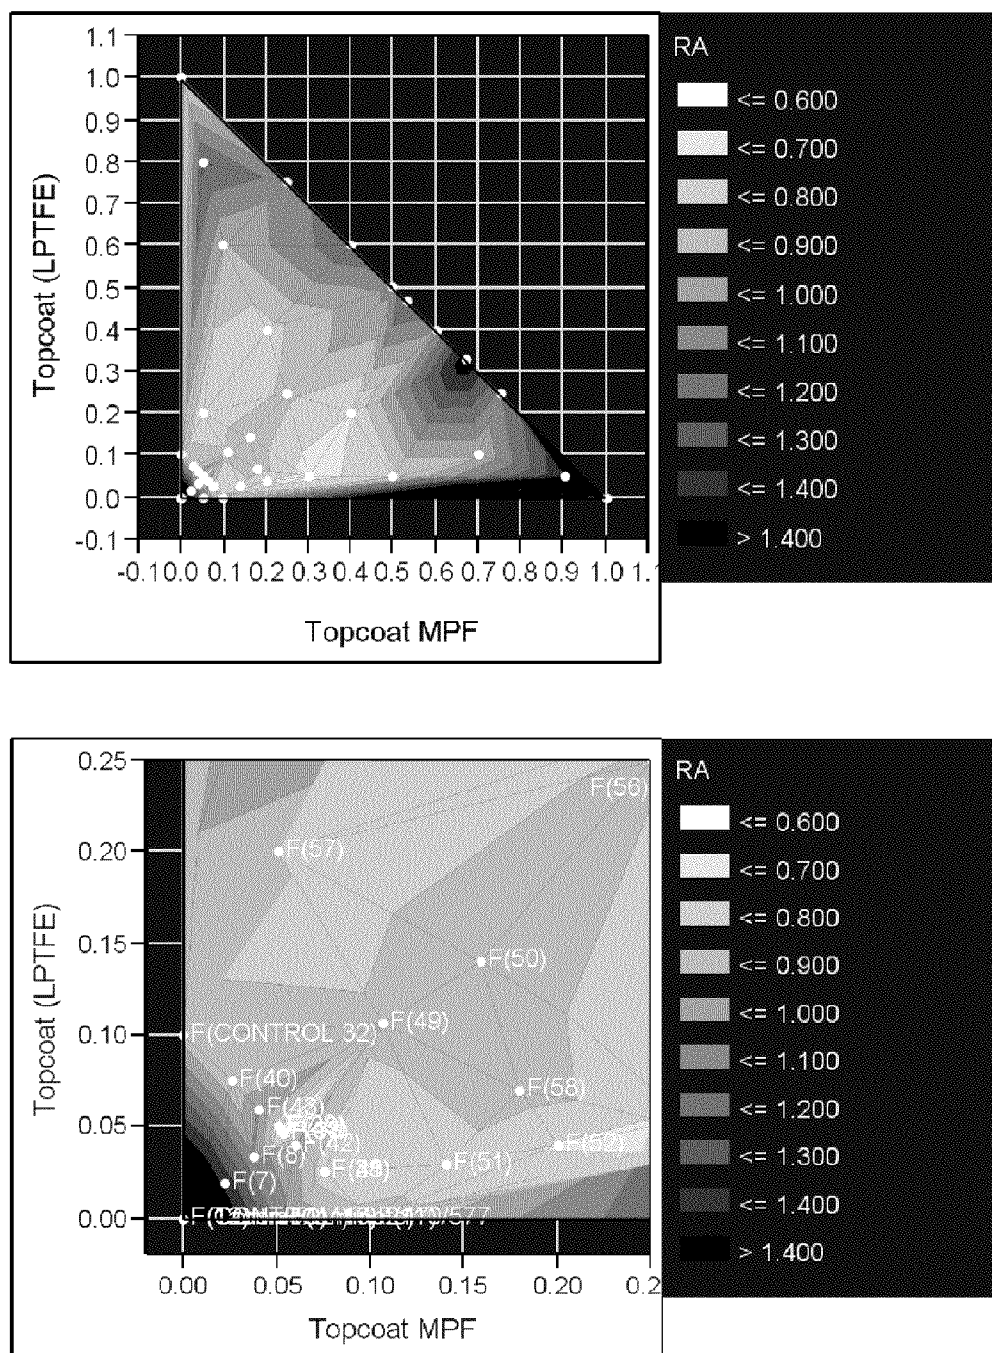 1.1
1.0
0.9
0.8
0.7
0.6
0.5
0.4
0.3
0.2
0.1
0.0
-0.1
Topcoat (LPTFE)
-0.1 0.0 0.1 0.2 0.3 0.4 0.5 0.6 0.7 0.8 0.9 1.0 1.1
Topcoat MPF
RA
<= 0.600
<= 0.700
<= 0.800
<= 0.900
<= 1.000
<= 1.100
<= 1.200
<= 1.300
<= 1.400
> 1.400
0.25
0.20
0.15
0.10
0.05
0.00
Topcoat (LPTFE)
F(56)
F(57)
F(50)
F(49)
F(CONTROL 32)
F(40)
F(58)
F(43)
F(42)
F(52)
F(8)
F(51)
F(7)
0.00 0.05 0.10 0.15 0.20 0.2
Topcoat MPF
RA
<= 0.600
<= 0.700
<= 0.800
<= 0.900
<= 1.000
<= 1.100
<= 1.200
<= 1.300
<= 1.400
> 1.400